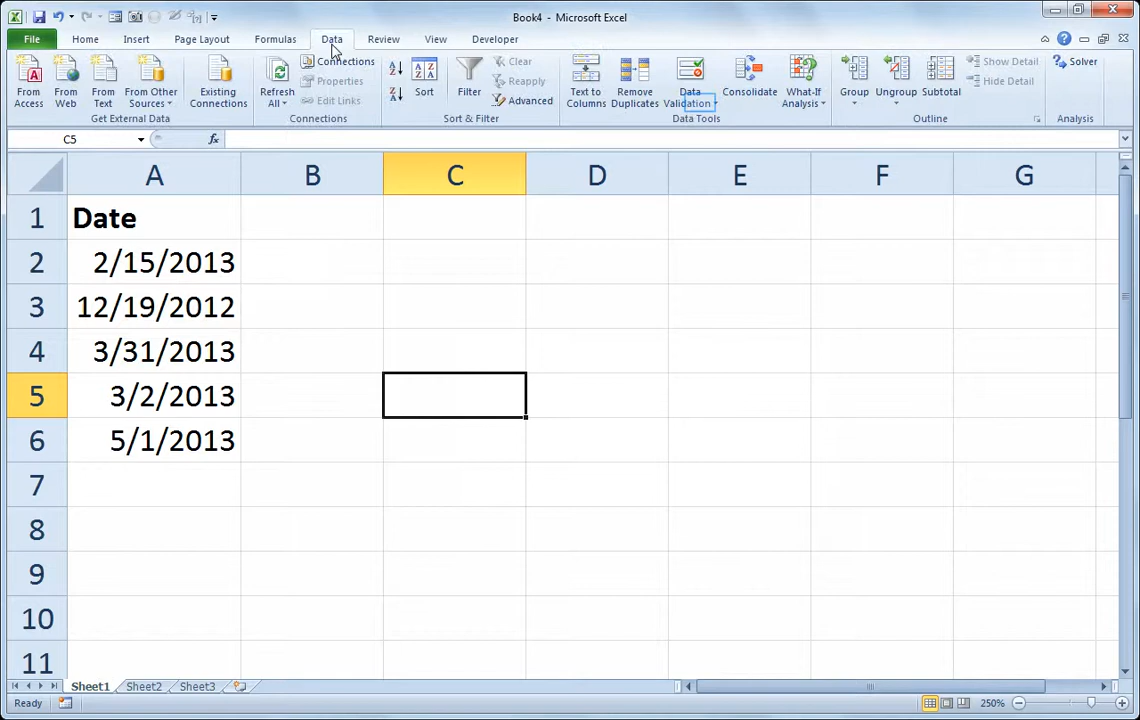 Book4 - Microsoft Excel
File Home Insert Page Layout Formulas Data Review View Developer
From Access
From Web
From Text
From Other Sources
Existing Connections
Get External Data
Refresh All
Connections
Properties
Edit Links
Connections
Sort
Filter
Clear
Reapply
Advanced
Sort & Filter
Text to Columns
Remove Duplicates
Data Validation
Consolidate
What-If Analysis
Data Tools
Group
Ungroup
Subtotal
Show Detail
Hide Detail
Outline
Solver
Analysis
C5 fx
A B C D E F G
1 Date
2 2/15/2013
3 12/19/2012
4 3/31/2013
5 3/2/2013
6 5/1/2013
7
8
9
10
11
Sheet1 Sheet2 Sheet3
Ready 250%